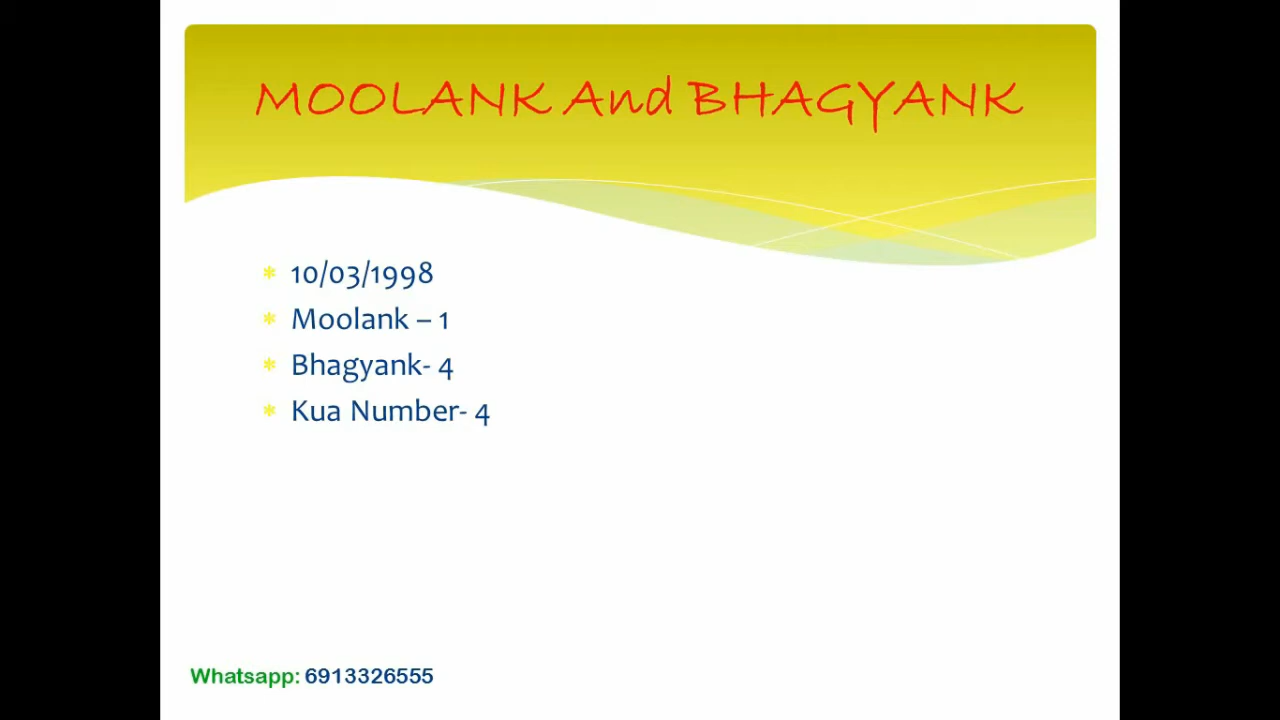 MOOLANK And BHAGYANK
* 10/03/1998
* Moolank – 1
* Bhagyank- 4
* Kua Number- 4
Whatsapp: 6913326555